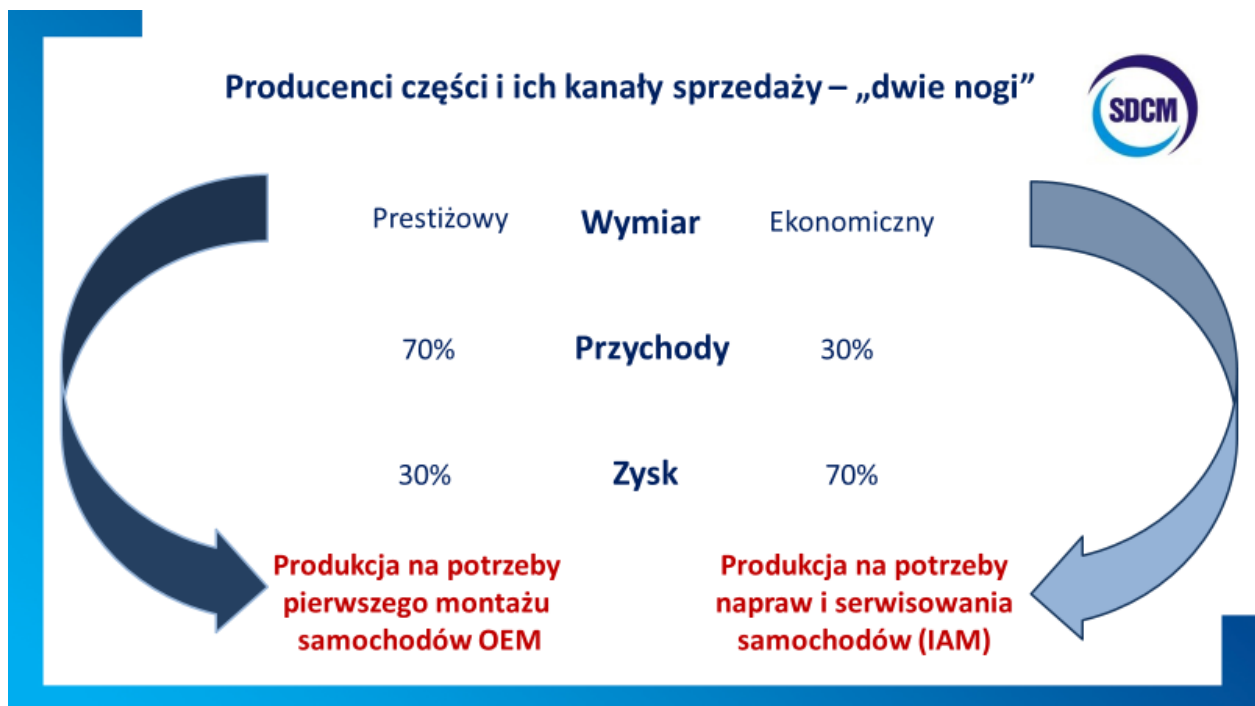 Producenci części i ich kanały sprzedaży – „dwie nogi”
SDCM
Prestiżowy Wymiar Ekonomiczny
70% Przychody 30%
30% Zysk 70%
Produkcja na potrzeby
pierwszego montażu
samochodów OEM
Produkcja na potrzeby
napraw i serwisowania
samochodów (IAM)